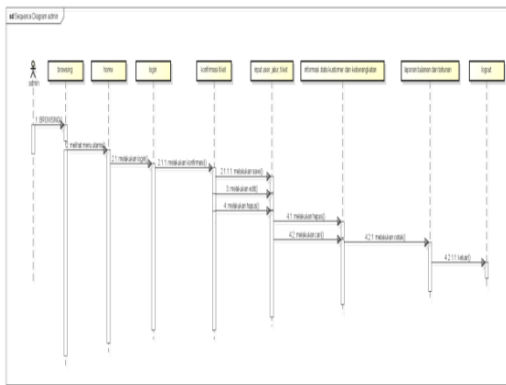 sd Sequence Diagram admin
admin
browsing
home
login
konfirmasi tiket
input user, jalur, tiket
informasi data kustomer dan keberangkatan
laporan bulanan dan tahunan
logout
1: BROWSING()
2: melihat menu utama()
2.1: melakukan login()
2.1.1: melakukan konfirmasi()
2.1.1.1: melakukan save()
3: melakukan edit()
4: melakukan hapus()
4.1: melakukan hapus()
4.2: melakukan cari()
4.2.1: melakukan cetak()
4.2.1.1: keluar()